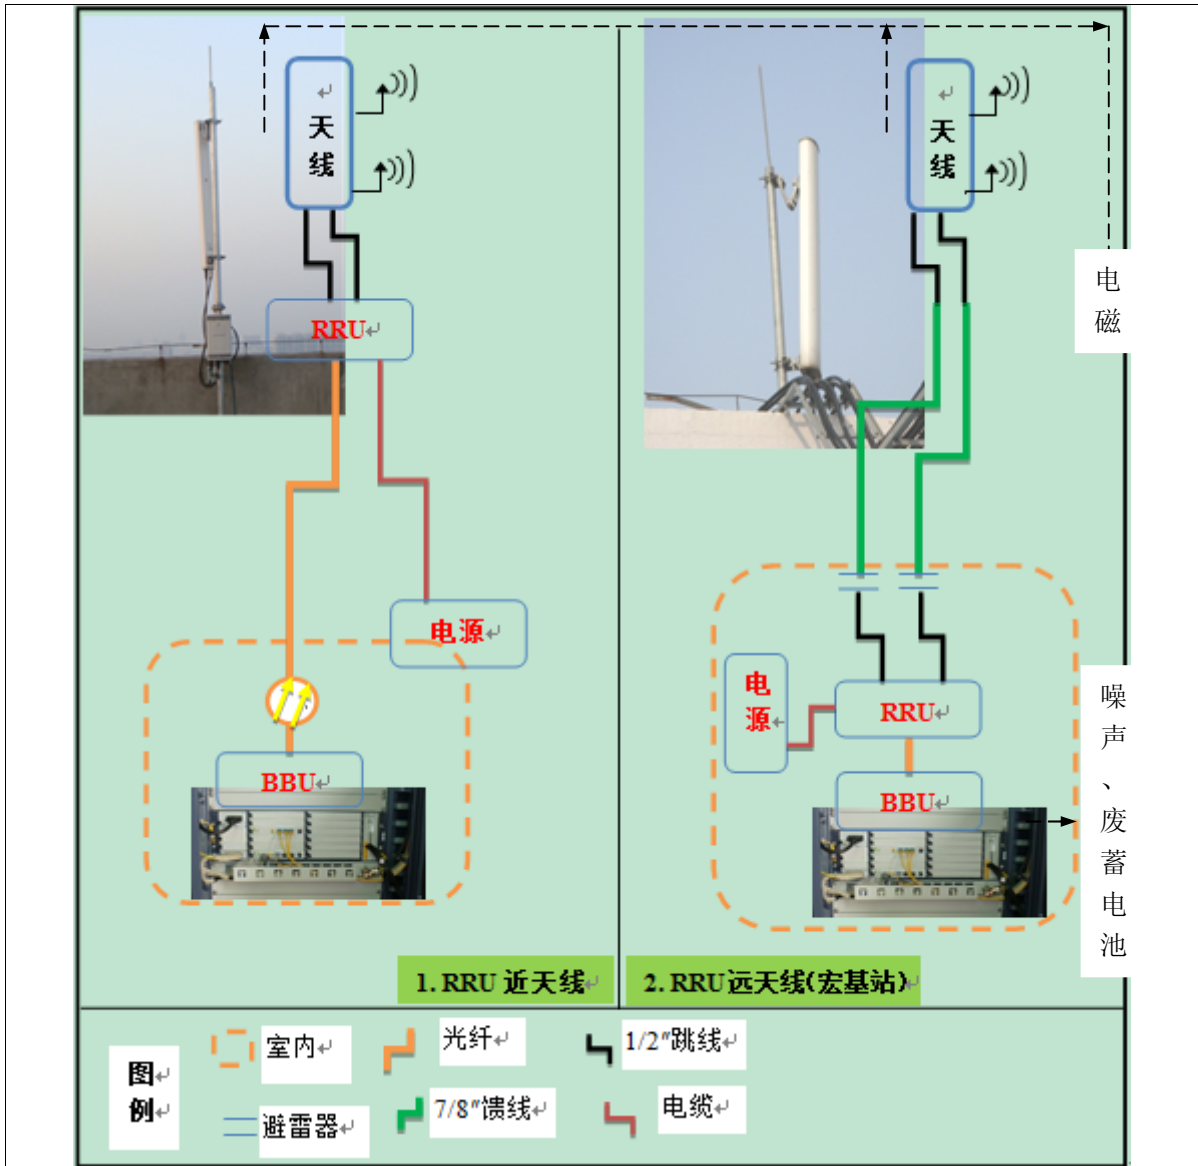 天
线
RRU
电源
BBU
1. RRU 近天线
天
线
电
磁
电
源
RRU
BBU
噪
声
、
废
蓄
电
池
2. RRU远天线(宏基站)
图
例
室内
光纤
1/2″跳线
避雷器
7/8″馈线
电缆